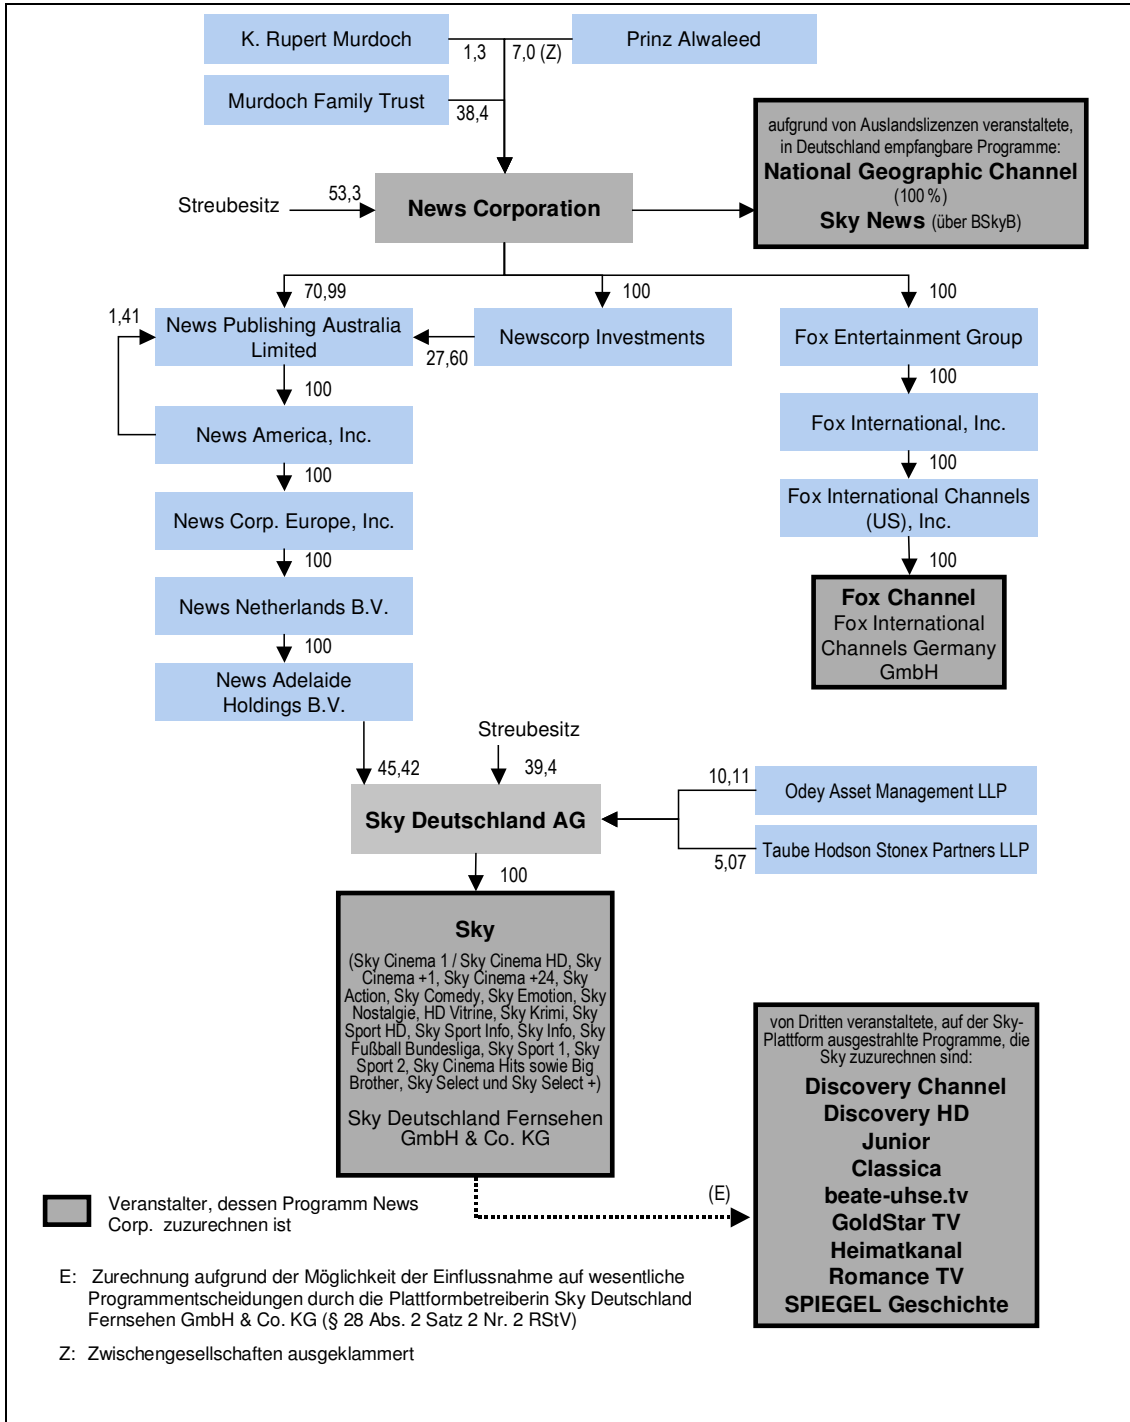 K. Rupert Murdoch
Prinz Alwaleed
1,3
7,0 (Z)
Murdoch Family Trust
38,4
aufgrund von Auslandslizenzen veranstaltete,
in Deutschland empfangbare Programme:
National Geographic Channel
(100 %)
Sky News (über BSkyB)
Streubesitz
53,3
News Corporation
70,99
100
100
1,41
News Publishing Australia
Limited
27,60
Newscorp Investments
Fox Entertainment Group
100
100
News America, Inc.
Fox International, Inc.
100
100
News Corp. Europe, Inc.
Fox International Channels
(US), Inc.
100
100
News Netherlands B.V.
Fox Channel
Fox International
Channels Germany
GmbH
100
News Adelaide
Holdings B.V.
Streubesitz
45,42
39,4
10,11
Odey Asset Management LLP
Sky Deutschland AG
5,07
Taube Hodson Stonex Partners LLP
100
Sky
(Sky Cinema 1 / Sky Cinema HD, Sky
Cinema +1, Sky Cinema +24, Sky
Action, Sky Comedy, Sky Emotion, Sky
Nostalgie, HD Vitrine, Sky Krimi, Sky
Sport HD, Sky Sport Info, Sky Info, Sky
Fußball Bundesliga, Sky Sport 1, Sky
Sport 2, Sky Cinema Hits sowie Big
Brother, Sky Select und Sky Select +)
Sky Deutschland Fernsehen
GmbH & Co. KG
von Dritten veranstaltete, auf der Sky-
Plattform ausgestrahlte Programme, die
Sky zuzurechnen sind:
Discovery Channel
Discovery HD
Junior
Classica
beate-uhse.tv
GoldStar TV
Heimatkanal
Romance TV
SPIEGEL Geschichte
(E)
Veranstalter, dessen Programm News
Corp. zuzurechnen ist
E: Zurechnung aufgrund der Möglichkeit der Einflussnahme auf wesentliche
Programmentscheidungen durch die Plattformbetreiberin Sky Deutschland
Fernsehen GmbH & Co. KG (§ 28 Abs. 2 Satz 2 Nr. 2 RStV)
Z: Zwischengesellschaften ausgeklammert